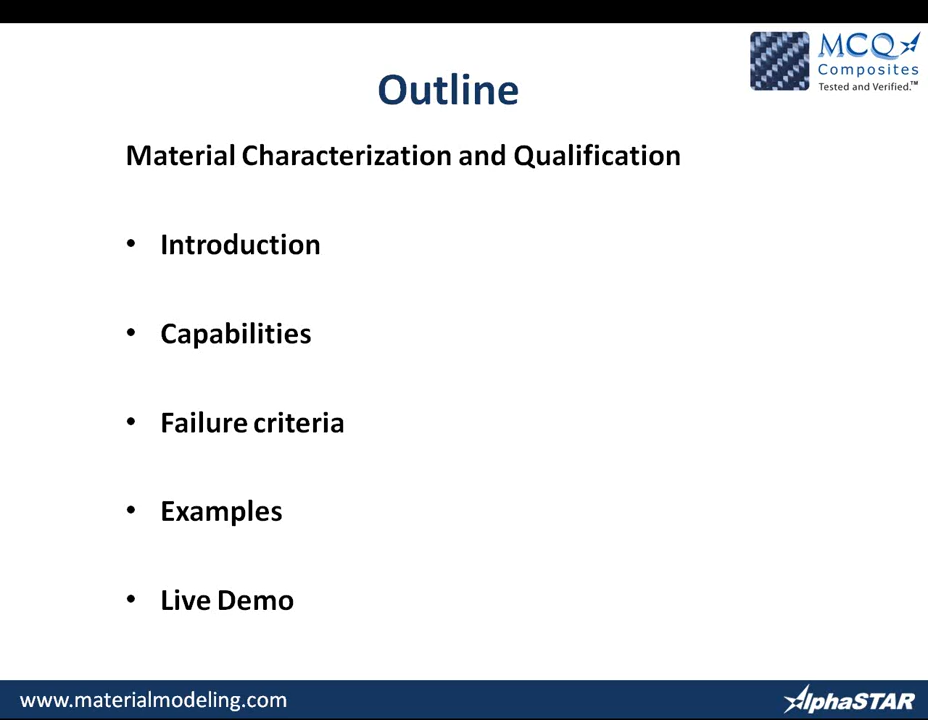 MCQ
Composites
Tested and Verified.™
Outline
Material Characterization and Qualification
• Introduction
• Capabilities
• Failure criteria
• Examples
• Live Demo
www.materialmodeling.com
AlphaSTAR